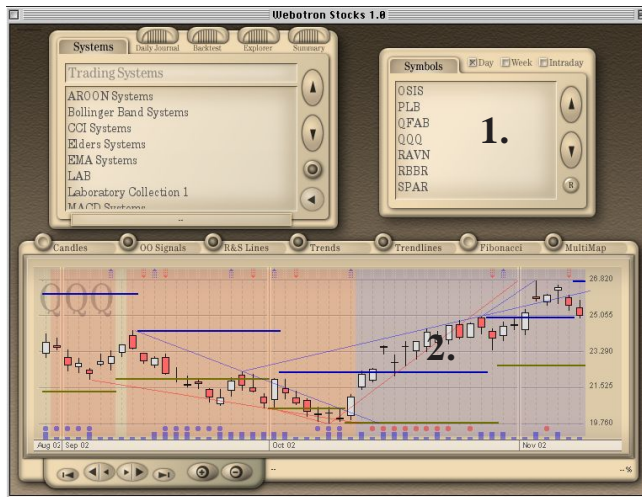 Webotron Stocks 1.0
Systems Daily Journal Backtest Explorer Summary
Trading Systems
AROON Systems
Bollinger Band Systems
CCI Systems
Elders Systems
EMA Systems
LAB
Laboratory Collection 1
MACD Systems
--
Symbols Day Week Intraday
OSIS
PLB
QFAB
QQQ
RAVN
RBBR
SPAR
1.
R
Candles OO Signals R&S Lines Trends Trendlines Fibonacci MultiMap
QQQ
2.
26.820
25.055
23.290
21.525
19.760
Aug 02 Sep 02 Oct 02 Nov 02
-- --%